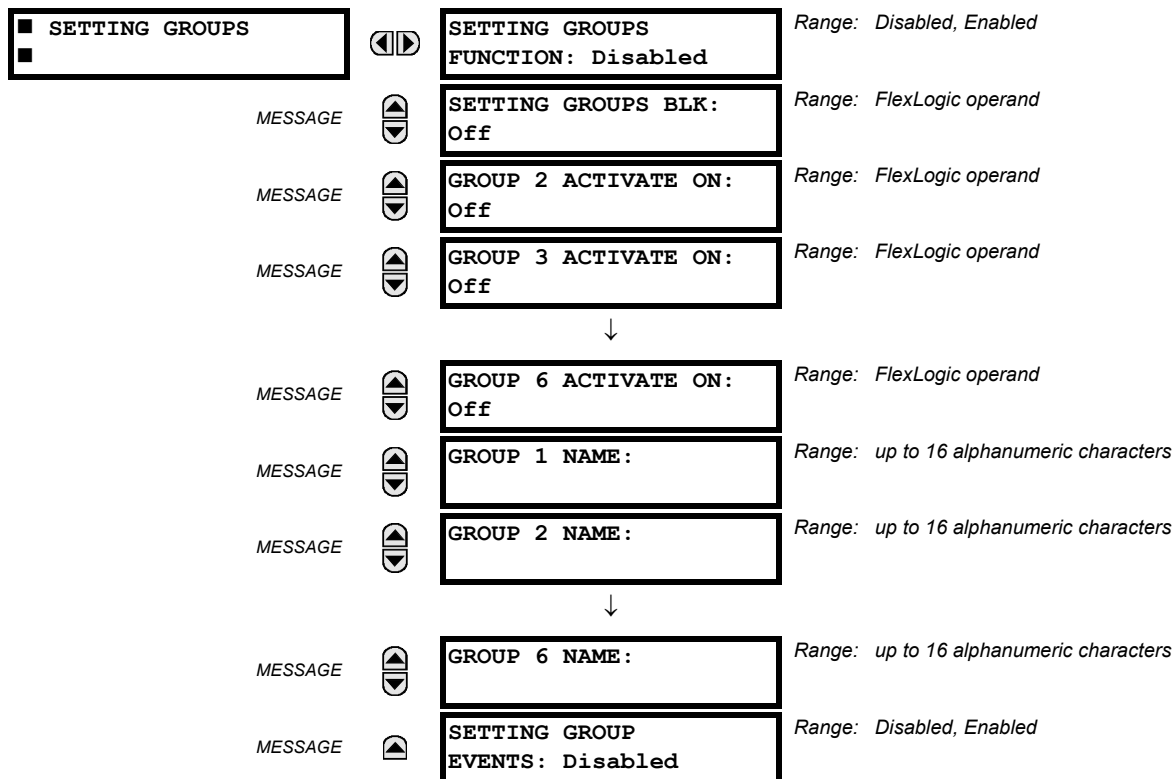 ■ SETTING GROUPS
■
SETTING GROUPS
FUNCTION: Disabled
Range: Disabled, Enabled
MESSAGE
SETTING GROUPS BLK:
Off
Range: FlexLogic operand
MESSAGE
GROUP 2 ACTIVATE ON:
Off
Range: FlexLogic operand
MESSAGE
GROUP 3 ACTIVATE ON:
Off
Range: FlexLogic operand
↓
MESSAGE
GROUP 6 ACTIVATE ON:
Off
Range: FlexLogic operand
MESSAGE
GROUP 1 NAME:
Range: up to 16 alphanumeric characters
MESSAGE
GROUP 2 NAME:
Range: up to 16 alphanumeric characters
↓
MESSAGE
GROUP 6 NAME:
Range: up to 16 alphanumeric characters
MESSAGE
SETTING GROUP
EVENTS: Disabled
Range: Disabled, Enabled